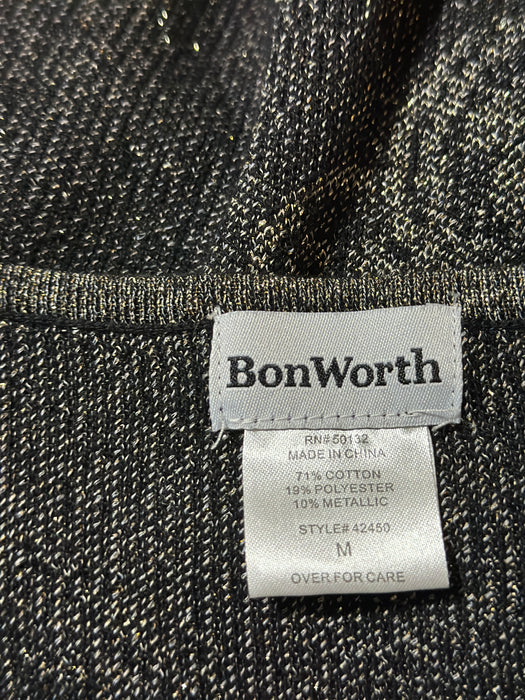 BonWorth
RN#50132
MADE IN CHINA
71% COTTON
19% POLYESTER
10% METALLIC
STYLE# 42450
M
OVER FOR CARE